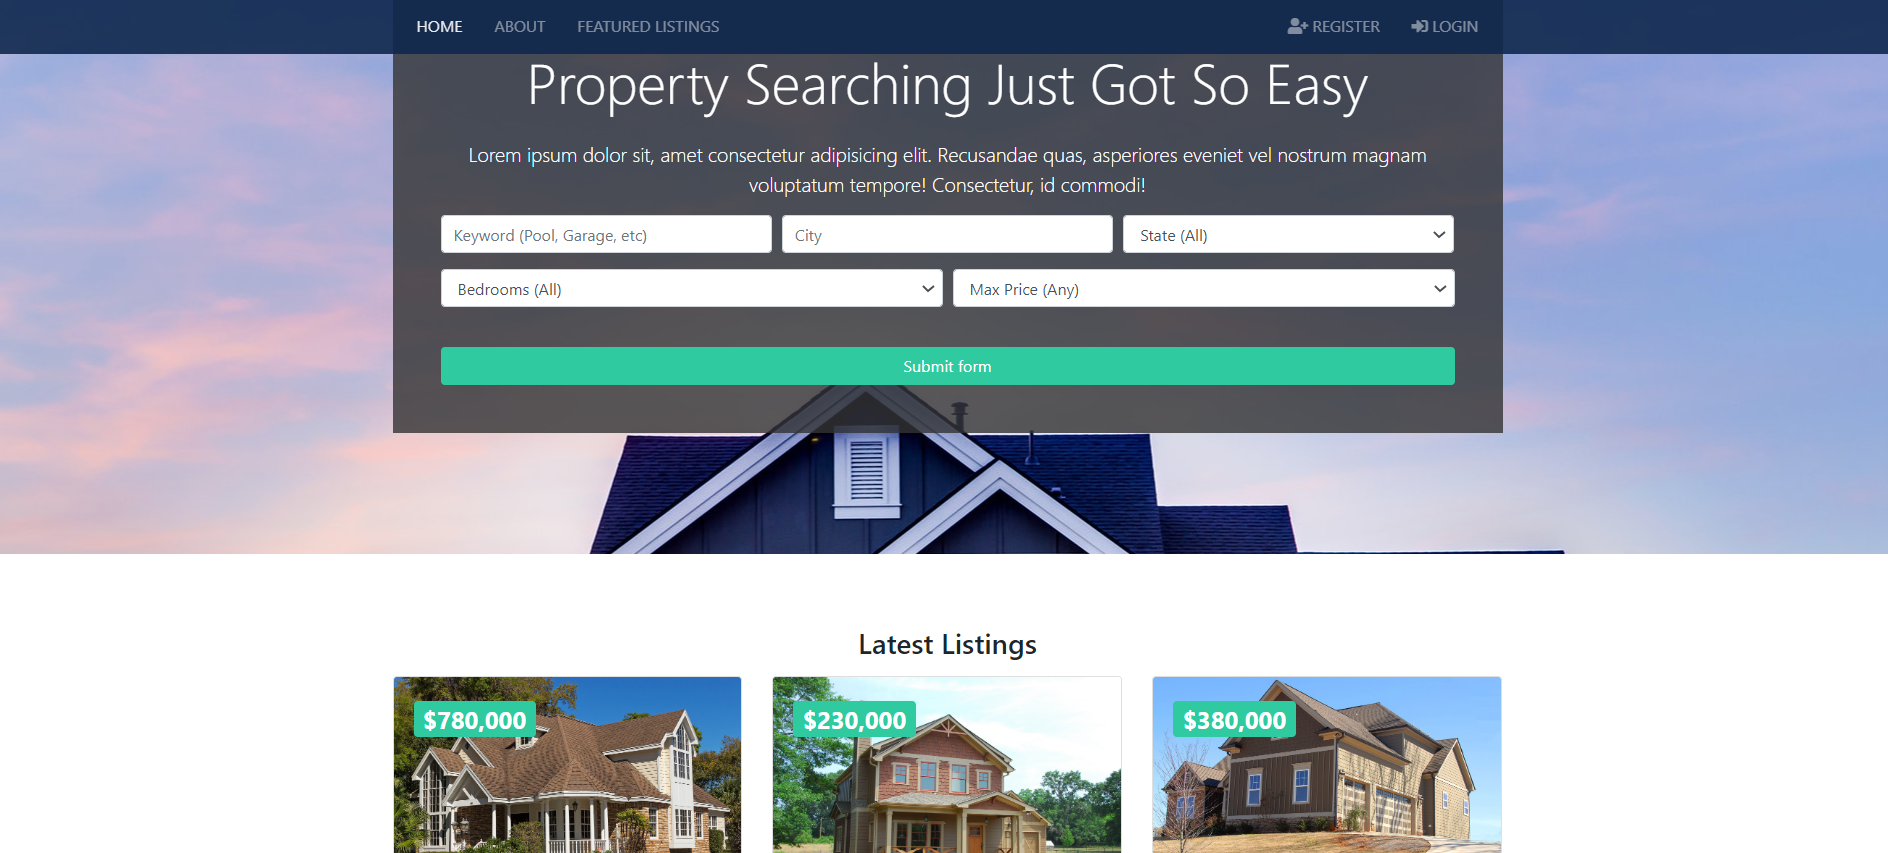 HOME ABOUT FEATURED LISTINGS REGISTER LOGIN
Property Searching Just Got So Easy
Lorem ipsum dolor sit, amet consectetur adipisicing elit. Recusandae quas, asperiores eveniet vel nostrum magnam
voluptatum tempore! Consectetur, id commodi!
Keyword (Pool, Garage, etc) City State (All)
Bedrooms (All) Max Price (Any)
Submit form
Latest Listings
$780,000 $230,000 $380,000